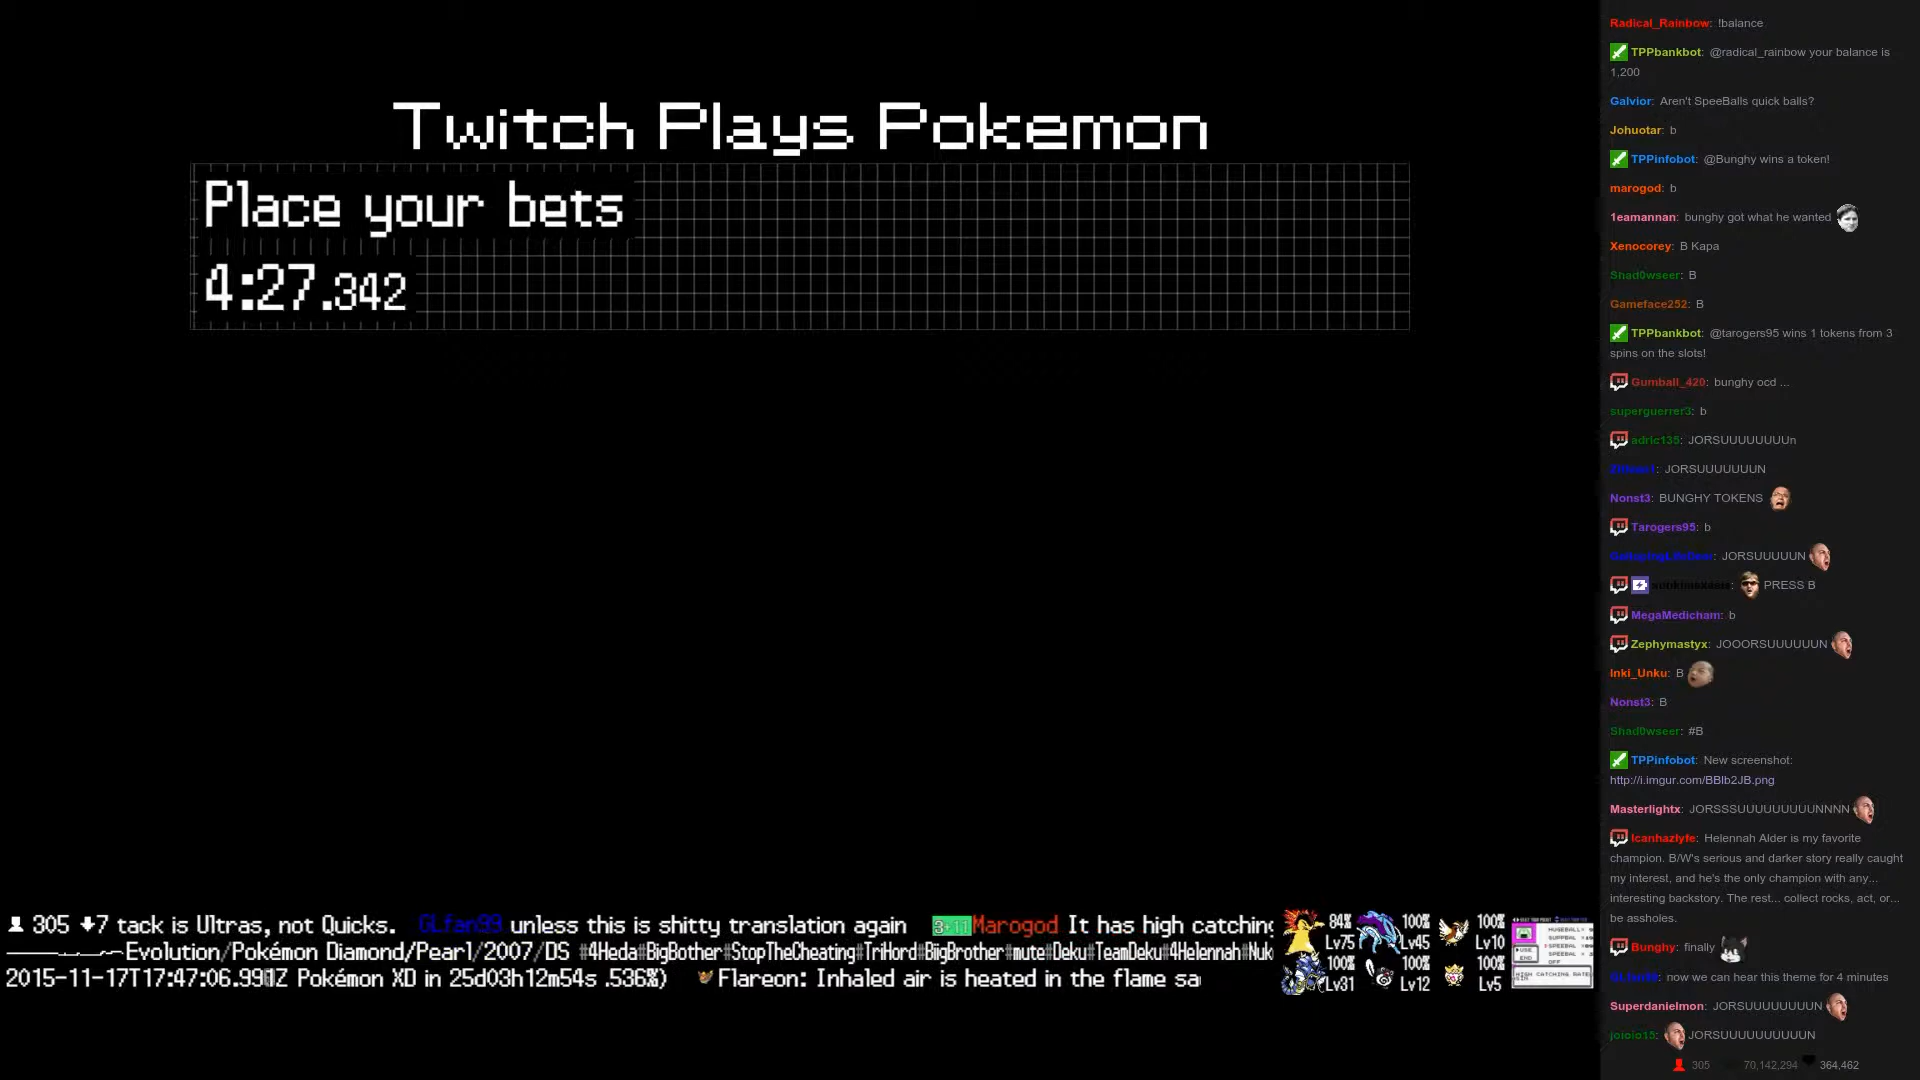 Twitch Plays Pokemon
Place your bets
4:27.342
305 7 tack is Ultras, not Quicks. GLfan99 unless this is shitty translation again 3+11 Marogod It has high catching
Evolution/Pokémon Diamond/Pearl/2007/DS #4Heda#BigBother#StopTheCheating#TriHord#BigBrother#mute#Deku#TeamDeku#4Helennah#Nuk
2015-11-17T17:47:06.99 Z Pokémon XD in 25d03h12m54s .536%) Flareon: Inhaled air is heated in the flame sa
84% Lv75
100% Lv45
100% Lv10
100% Lv31
100% Lv12
100% Lv5
Radical_Rainbow: !balance
TPPbankbot: @radical_rainbow your balance is
1,200
Galvior: Aren't SpeeBalls quick balls?
Johuotar: b
TPPinfobot: @Bunghy wins a token!
marogod: b
1eamannan: bunghy got what he wanted
Xenocorey: B Kapa
Shad0wseer: B
Gameface252: B
TPPbankbot: @tarogers95 wins 1 tokens from 3
spins on the slots!
Gumball_420: bunghy ocd ...
superguerrer3: b
adric135: JORSUUUUUUUUn
JORSUUUUUUUN
Nonst3: BUNGHY TOKENS
Tarogers95: b
JORSUUUUUN
PRESS B
MegaMedicham: b
Zephymastyx: JOOORSUUUUUUN
Inki_Unku: B
Nonst3: B
Shad0wseer: #B
TPPinfobot: New screenshot:
http://i.imgur.com/BBlb2JB.png
Masterlightx: JORSSSUUUUUUUUUNNNN
Icanhazlyfe: Helennah Alder is my favorite
champion. B/W's serious and darker story really caught
my interest, and he's the only champion with any...
interesting backstory. The rest... collect rocks, act, or...
be assholes.
Bunghy: finally
GLfan99: now we can hear this theme for 4 minutes
Superdanielmon: JORSUUUUUUUUN
joioio15: JORSUUUUUUUUUUN
305 70,142,294 364,462